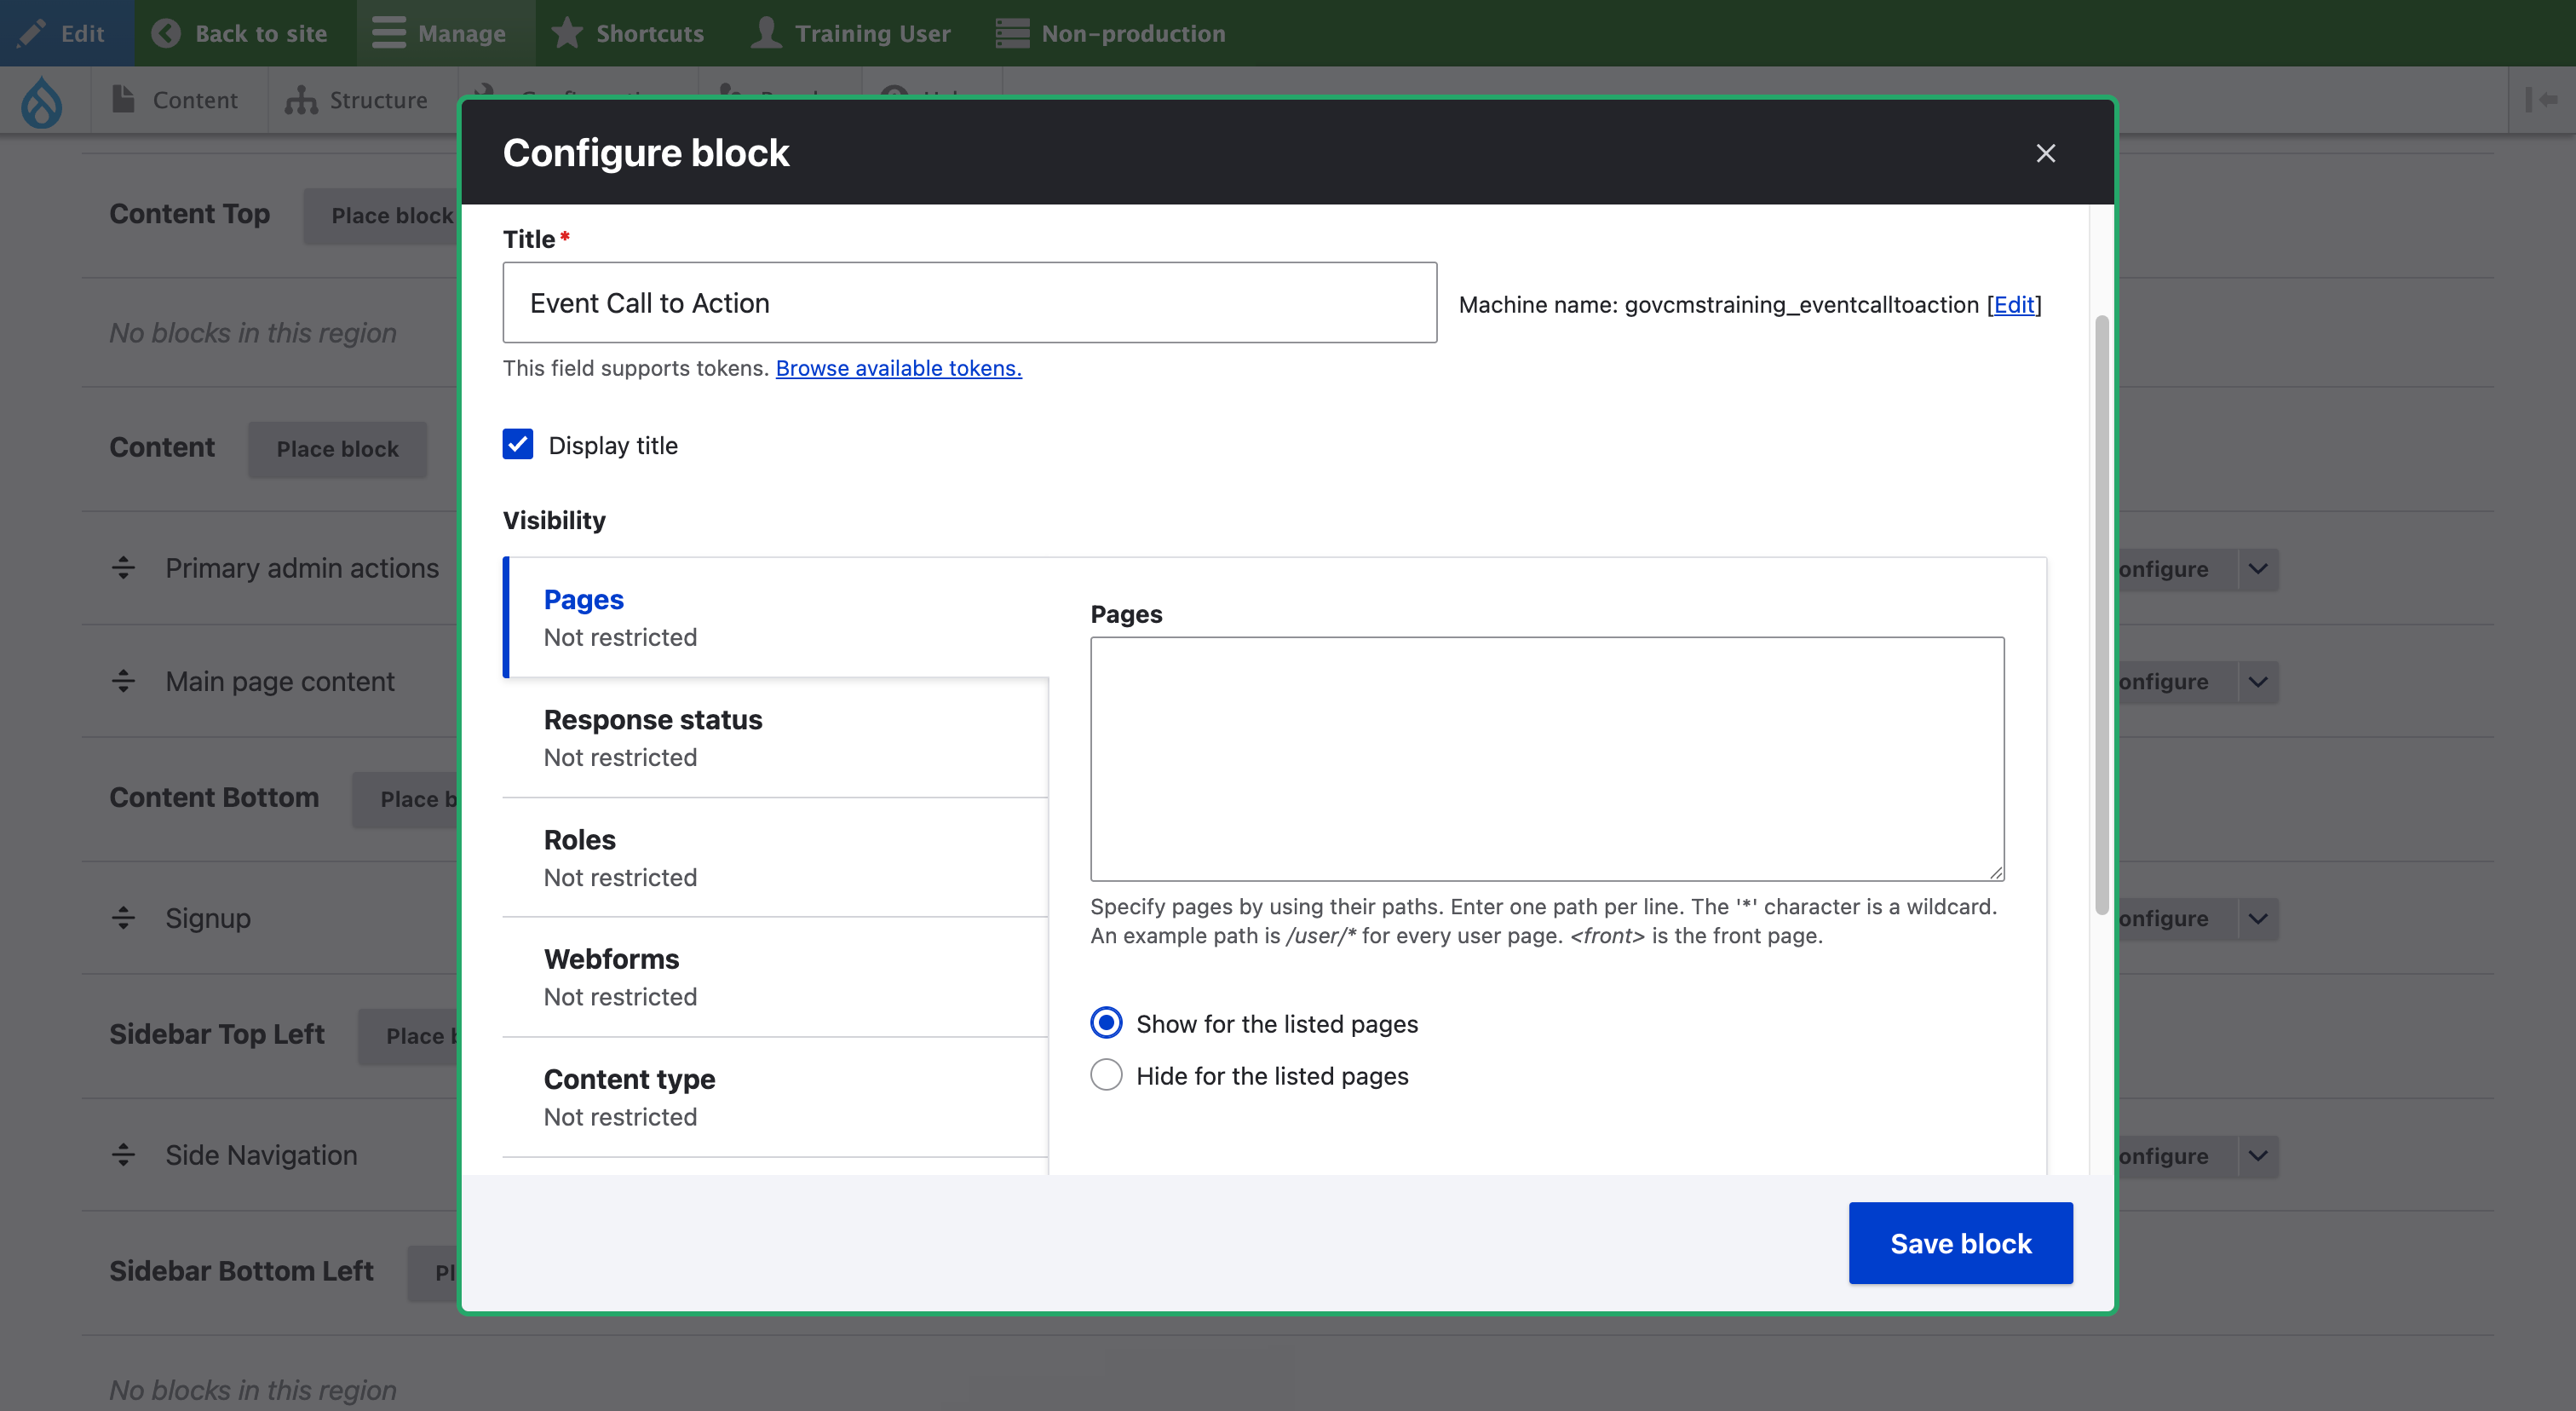 Edit
Back to site
Manage
Shortcuts
Training User
Non-production
Content
Structure
Configure block
Content Top
Place block
No blocks in this region
Content
Place block
Primary admin actions
onfigure
Main page content
onfigure
Content Bottom
Place b
Signup
onfigure
Sidebar Top Left
Place b
Side Navigation
onfigure
Sidebar Bottom Left
Pl
No blocks in this region
Title*
Event Call to Action
Machine name: govcmstraining_eventcalltoaction [Edit]
This field supports tokens. Browse available tokens.
Display title
Visibility
Pages
Not restricted
Response status
Not restricted
Roles
Not restricted
Webforms
Not restricted
Content type
Not restricted
Pages
Specify pages by using their paths. Enter one path per line. The '*' character is a wildcard.
An example path is /user/* for every user page. <front> is the front page.
Show for the listed pages
Hide for the listed pages
Save block